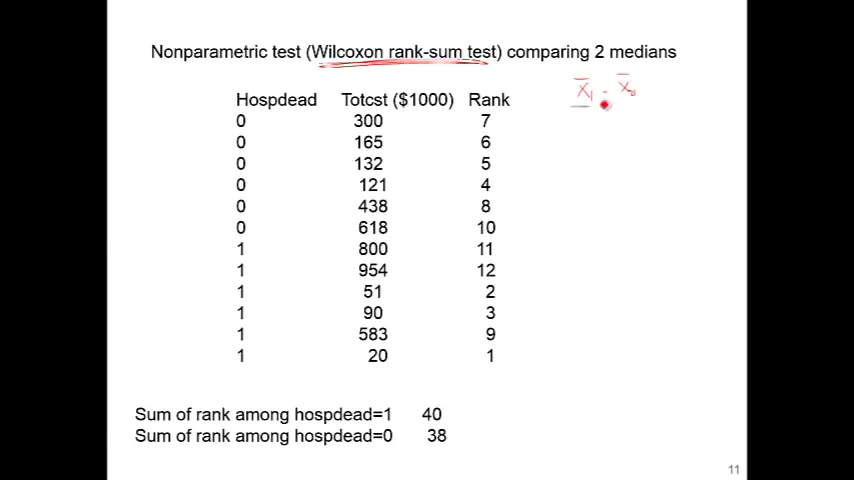 Nonparametric test (Wilcoxon rank-sum test) comparing 2 medians
Hospdead Totcst ($1000) Rank
0 300 7
0 165 6
0 132 5
0 121 4
0 438 8
0 618 10
1 800 11
1 954 12
1 51 2
1 90 3
1 583 9
1 20 1
Sum of rank among hospdead=1 40
Sum of rank among hospdead=0 38
11